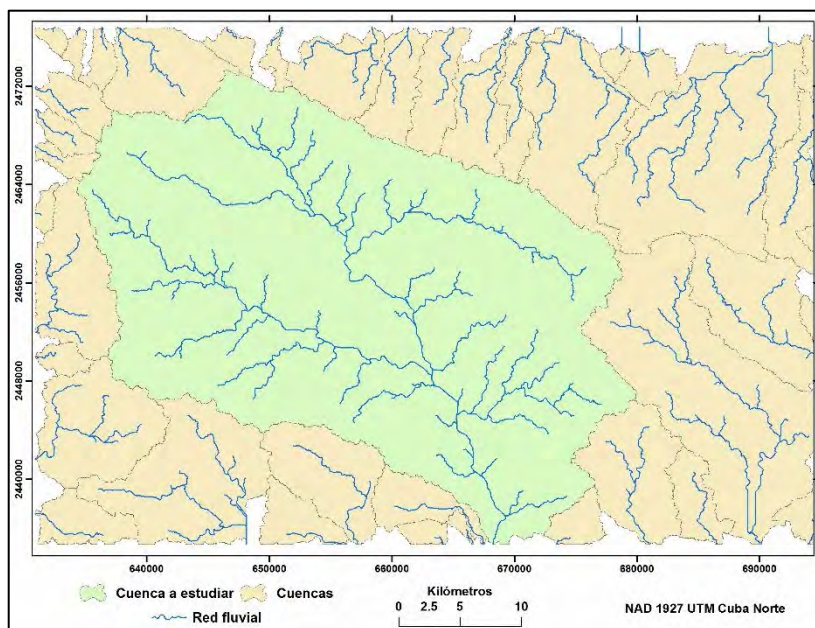 2472000
2464000
2456000
2448000
2440000
640000 650000 660000 670000 680000 690000
Cuenca a estudiar Cuencas
Red fluvial
Kilómetros
0 2.5 5 10
NAD 1927 UTM Cuba Norte